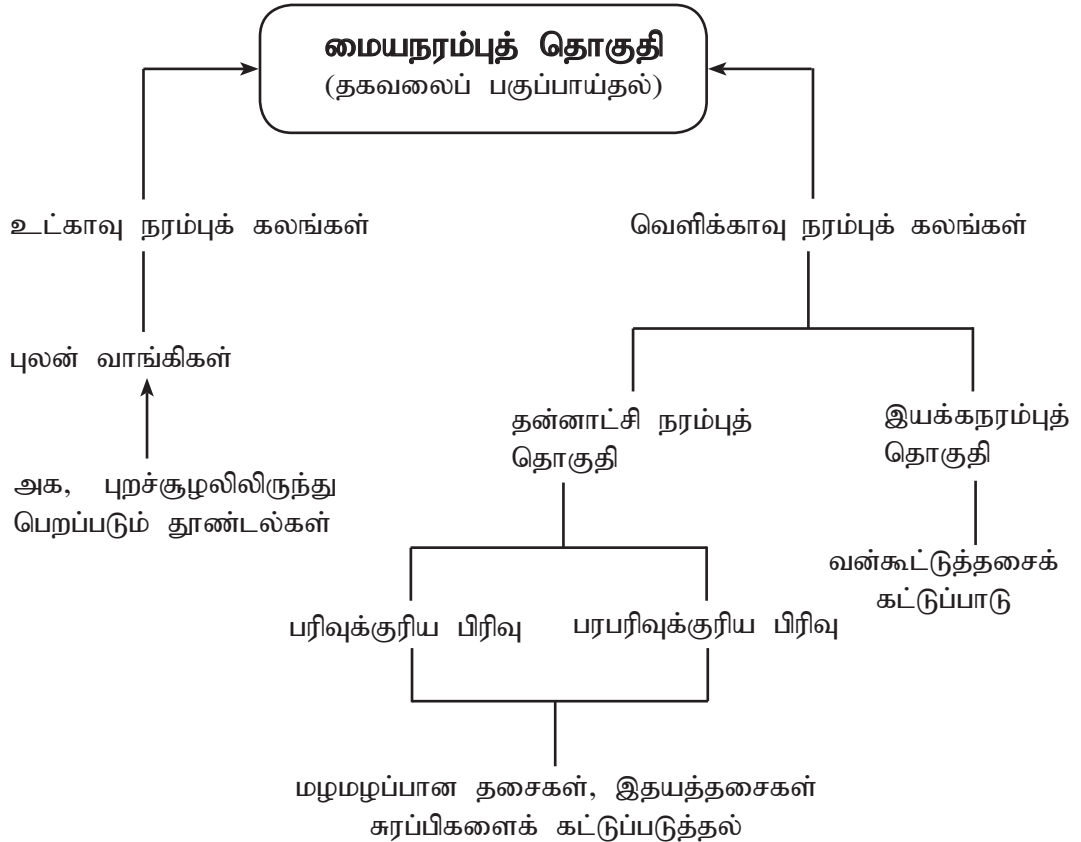 மையநரம்புத் தொகுதி
(தகவலைப் பகுப்பாய்தல்)
உட்காவு நரம்புக் கலங்கள்
வெளிக்காவு நரம்புக் கலங்கள்
புலன் வாங்கிகள்
தன்னாட்சி நரம்புத்
தொகுதி
இயக்கநரம்புத்
தொகுதி
அக, புறச்சூழலிலிருந்து
பெறப்படும் தூண்டல்கள்
வன்கூட்டுத்தசைக்
கட்டுப்பாடு
பரிவுக்குரிய பிரிவு
பரபரிவுக்குரிய பிரிவு
மழமழப்பான தசைகள், இதயத்தசைகள்
சுரப்பிகளைக் கட்டுப்படுத்தல்